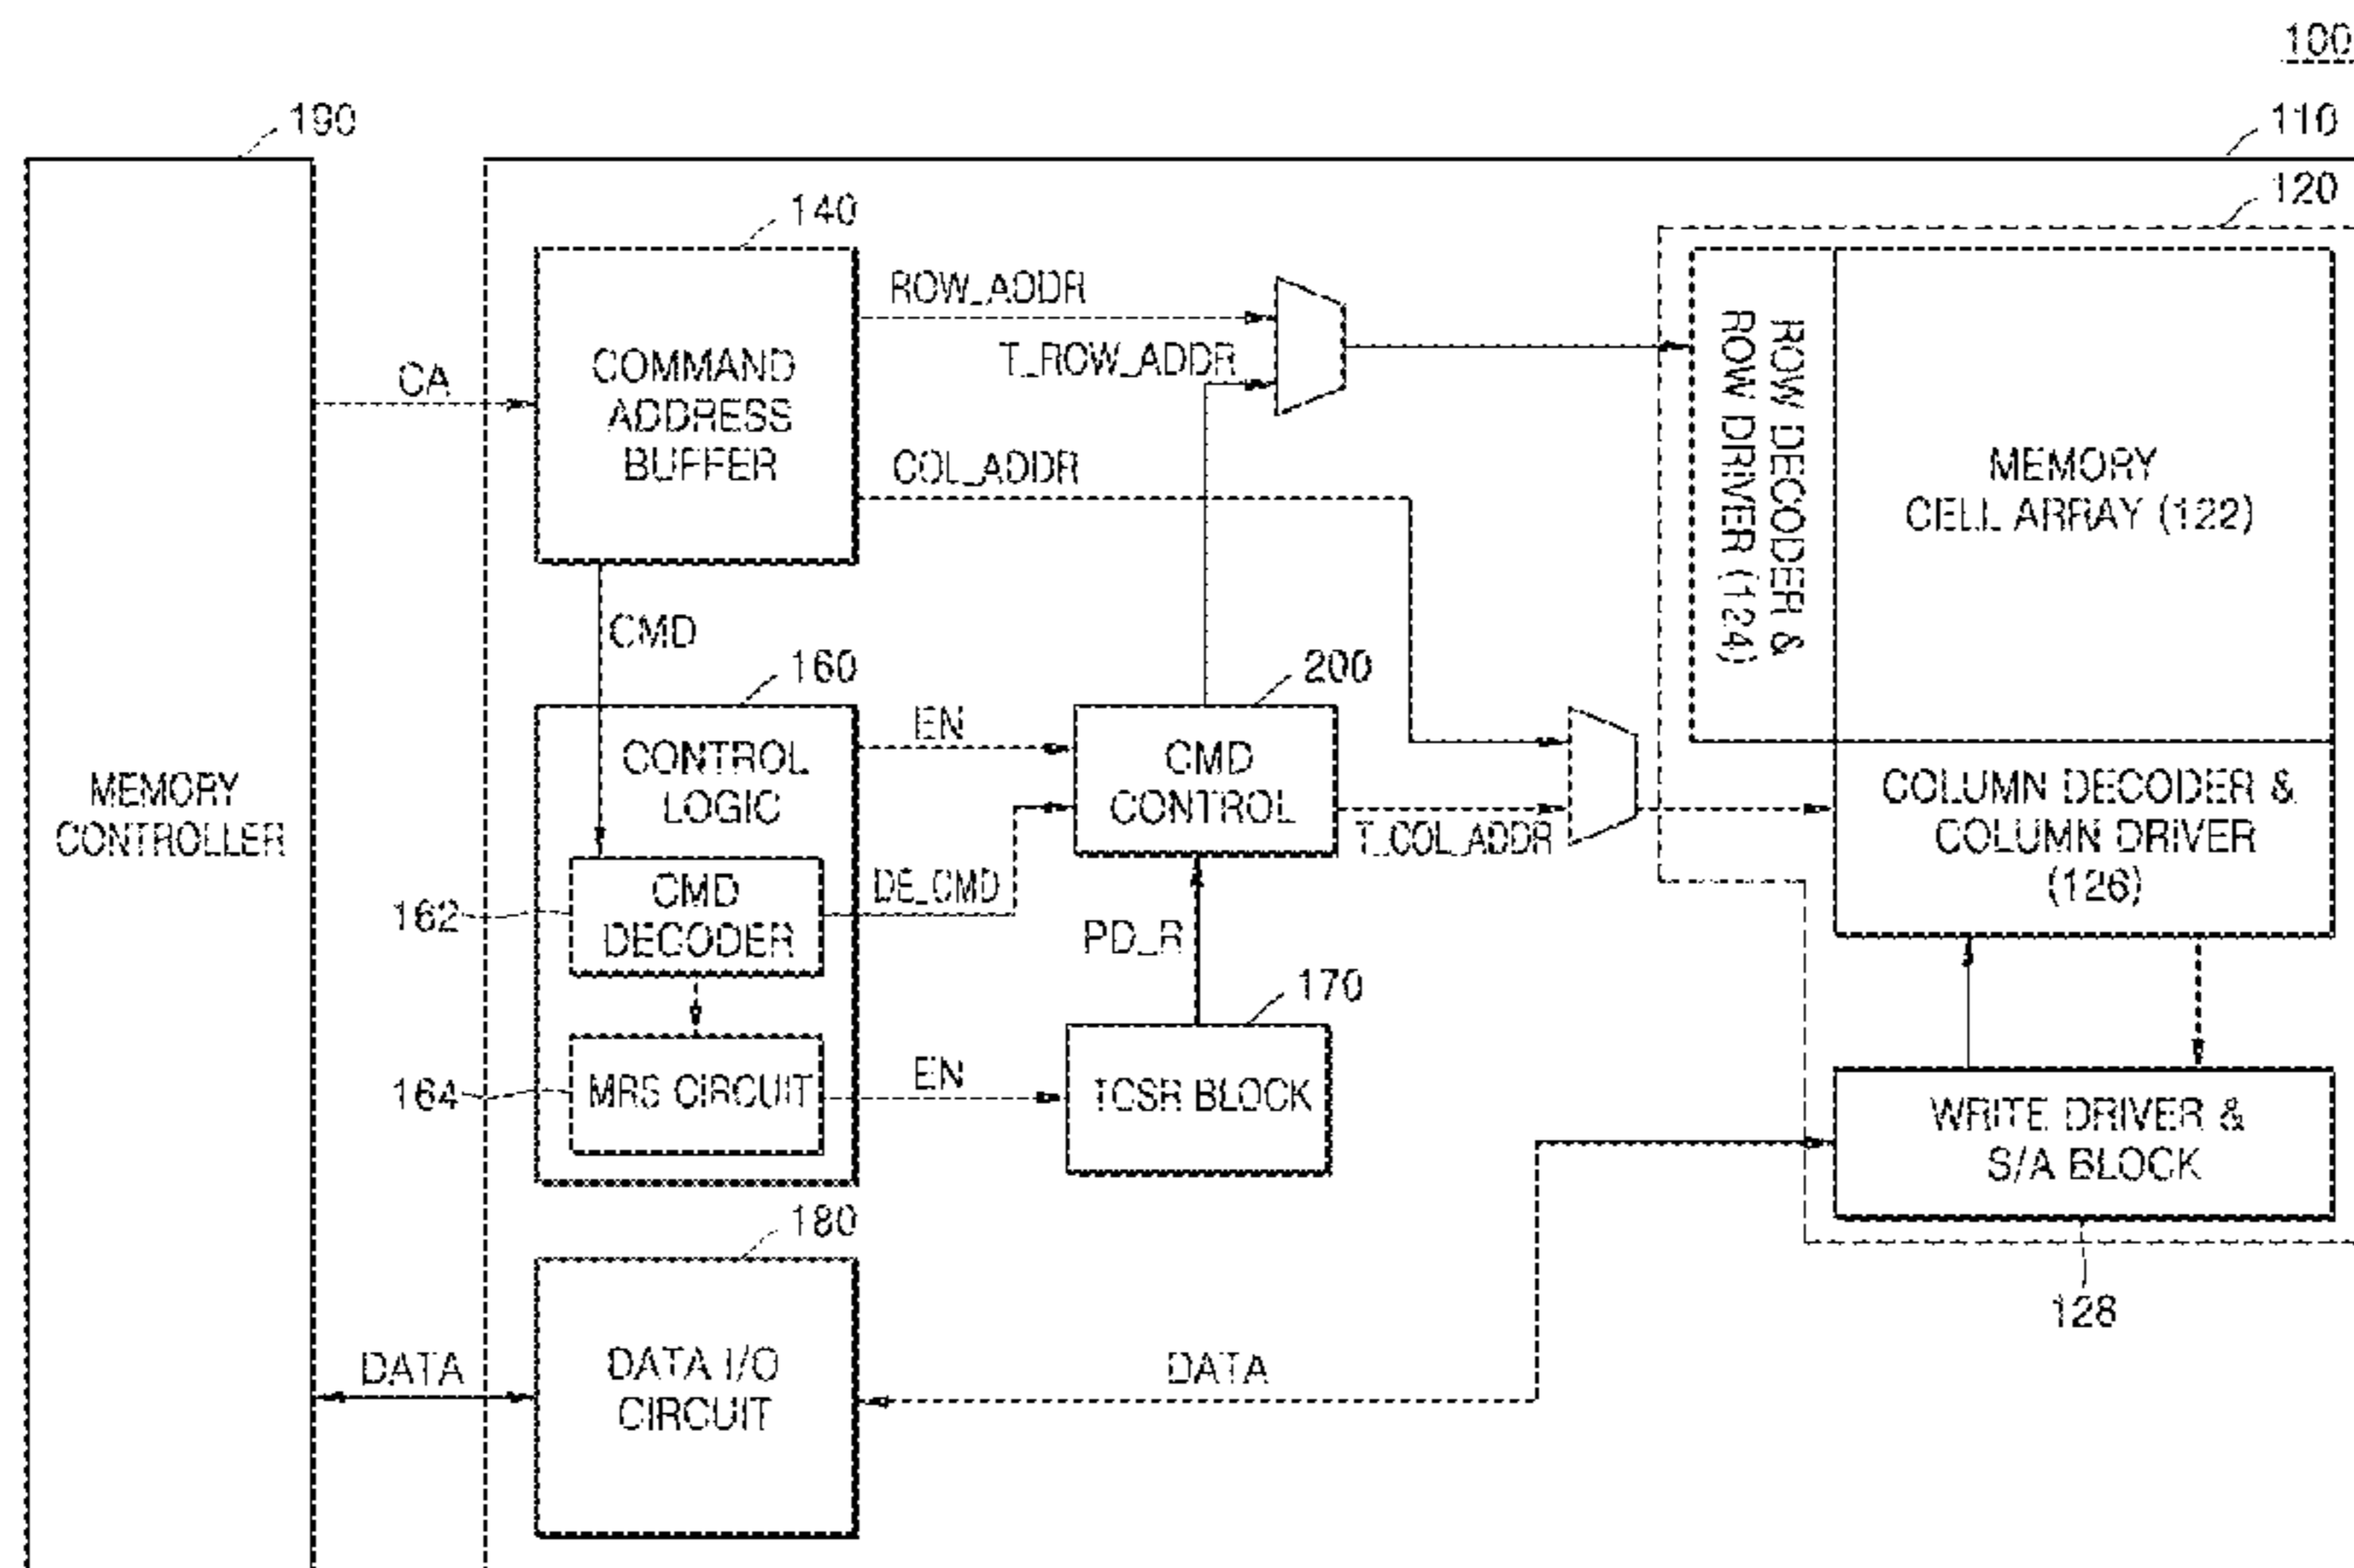 100
190
110
120
140
ROW_ADDR
T_ROW_ADDR
CA
COMMAND
ADDRESS
BUFFER
COL_ADDR
ROW DECODER &
ROW DRIVER (124)
MEMORY
CELL ARRAY (122)
CMD
160
200
EN
CONTROL
LOGIC
CMD
CONTROL
MEMORY
CONTROLLER
T_COL_ADDR
COLUMN DECODER &
COLUMN DRIVER
(126)
162
CMD
DECODER
DE_CMD
PD_R
170
164
MRS CIRCUIT
EN
TCSR BLOCK
WRITE DRIVER &
S/A BLOCK
180
128
DATA
DATA I/O
CIRCUIT
DATA